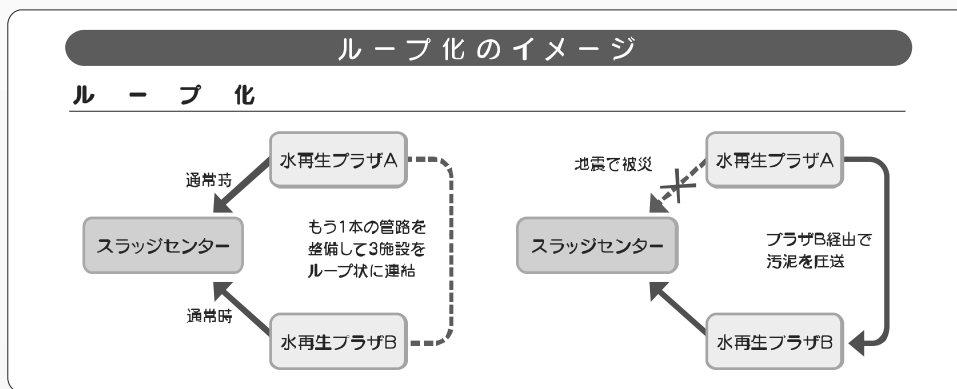 ループ化のイメージ
ループ化
水再生プラザA
通常時
スラッジセンター
もう1本の管路を
整備して3施設を
ループ状に連結
通常時
水再生プラザB
水再生プラザA
地震で被災
スラッジセンター
プラザB経由で
汚泥を圧送
水再生プラザB